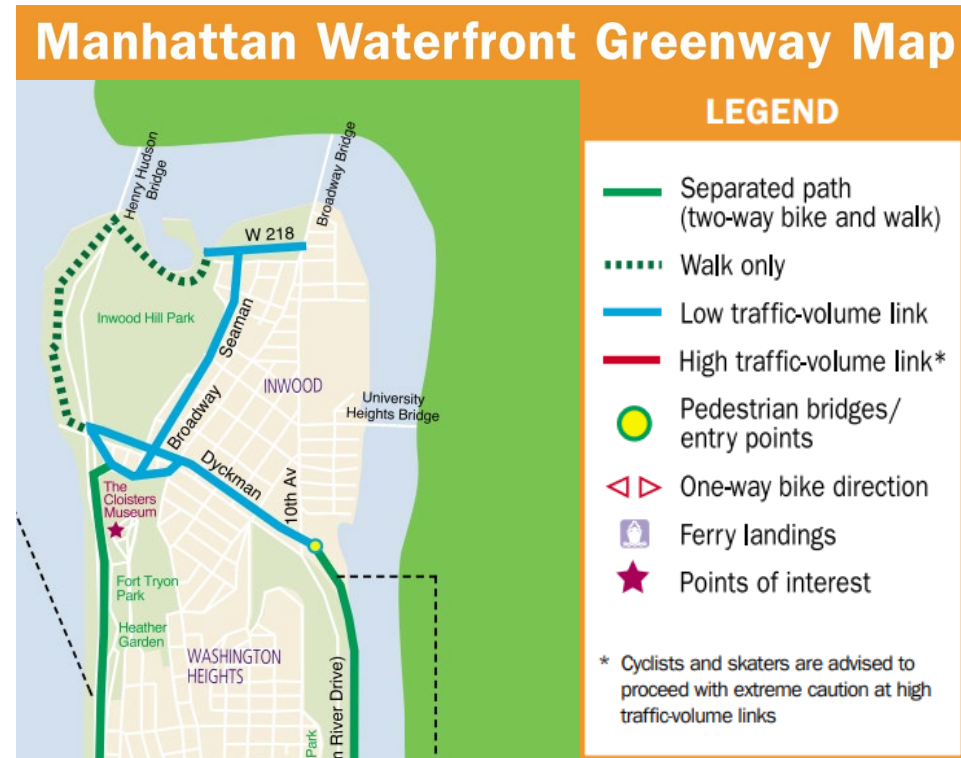 Manhattan Waterfront Greenway Map
Henry Hudson
Bridge
Broadway Bridge
W 218
Inwood Hill Park
Seaman
INWOOD
University
Heights Bridge
Broadway
Dyckman
10th Av
The
Cloisters
Museum
Fort Tryon
Park
Heather
Garden
WASHINGTON
HEIGHTS
Park
n River Drive)
LEGEND
Separated path
(two-way bike and walk)
Walk only
Low traffic-volume link
High traffic-volume link*
Pedestrian bridges/
entry points
One-way bike direction
Ferry landings
Points of interest
* Cyclists and skaters are advised to
proceed with extreme caution at high
traffic-volume links